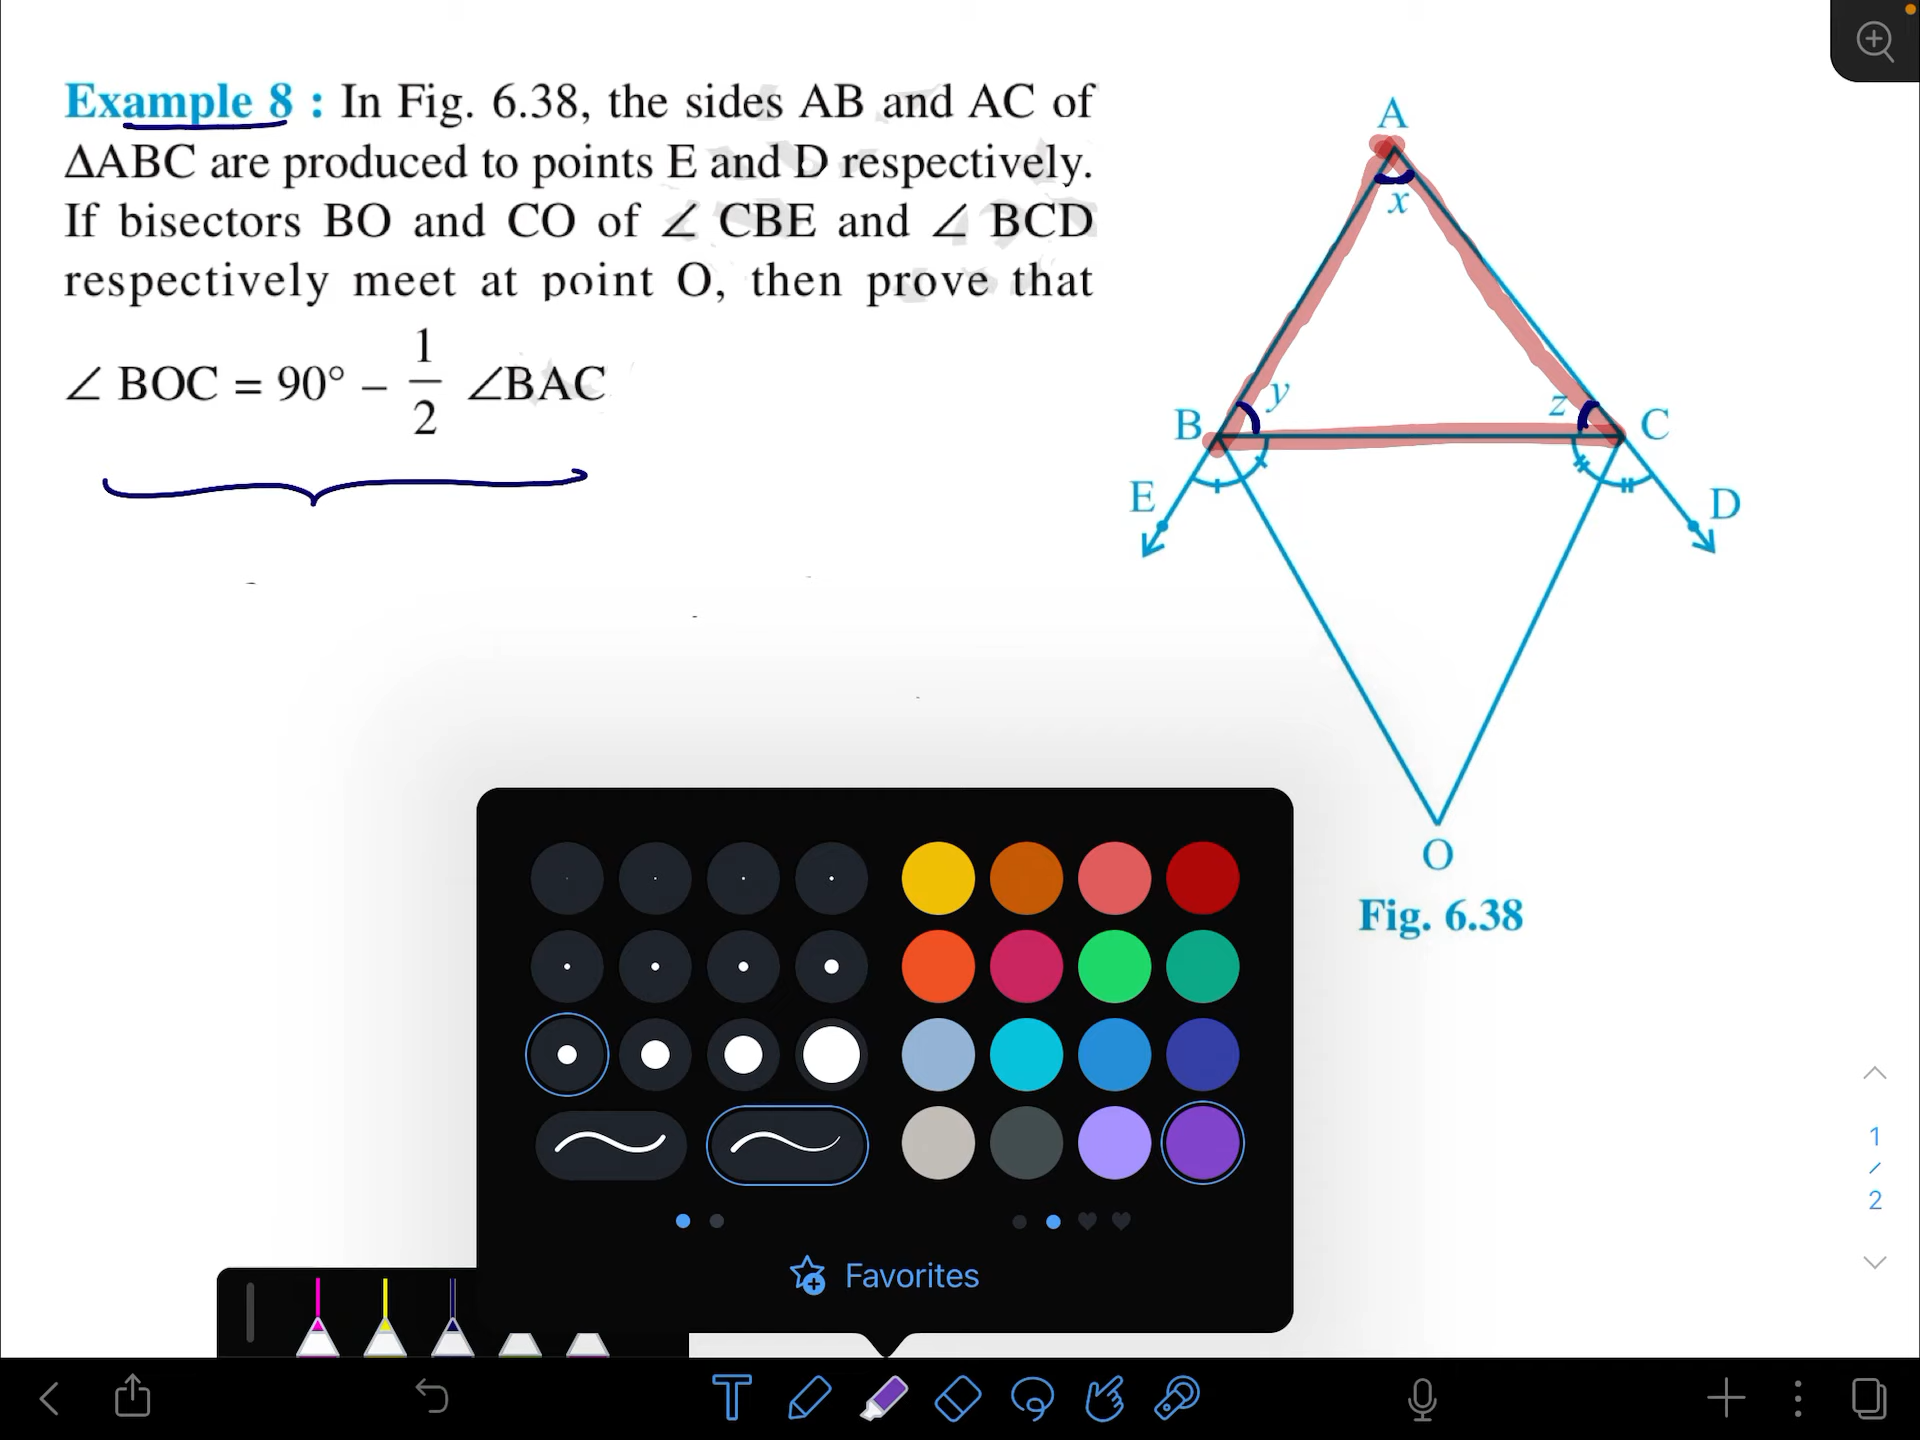 Example 8 : In Fig. 6.38, the sides AB and AC of
ΔABC are produced to points E and D respectively.
If bisectors BO and CO of ∠ CBE and ∠ BCD
respectively meet at point O, then prove that
∠ BOC = 90° – 1/2 ∠BAC
A
x
y
z
B
C
E
D
O
Fig. 6.38
Favorites
1
/
2
T